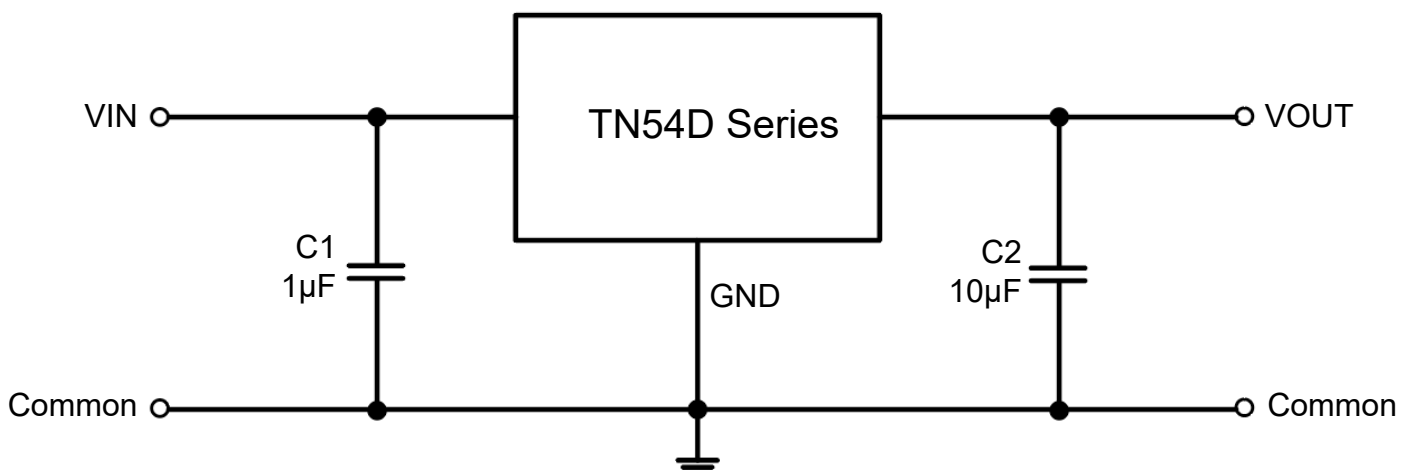 TN54D Series
VIN
VOUT
C1
1µF
GND
C2
10µF
Common
Common